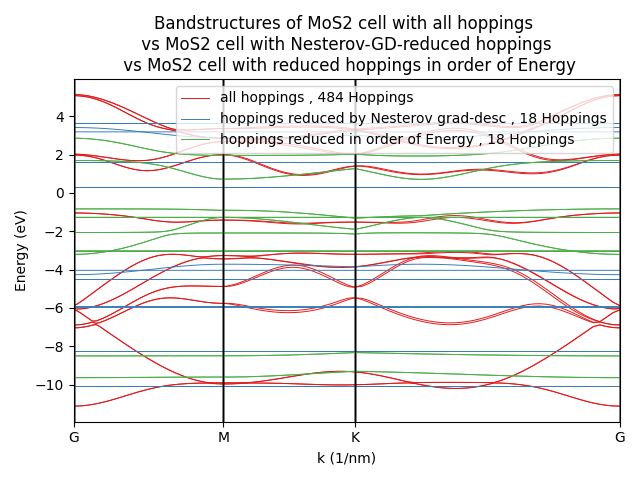 Bandstructures of MoS2 cell with all hoppings
vs MoS2 cell with Nesterov-GD-reduced hoppings
vs MoS2 cell with reduced hoppings in order of Energy
all hoppings , 484 Hoppings
hoppings reduced by Nesterov grad-desc , 18 Hoppings
hoppings reduced in order of Energy , 18 Hoppings
Energy (eV)
4
2
0
−2
−4
−6
−8
−10
G M K G
k (1/nm)